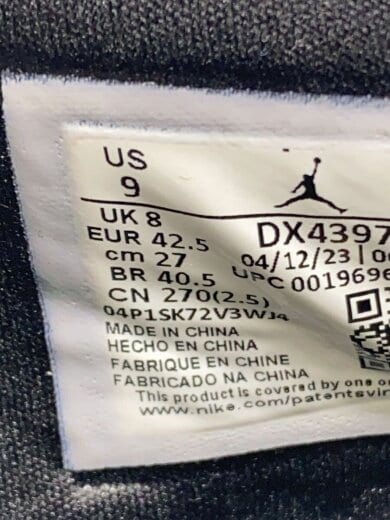 US
9
UK 8
EUR 42.5
cm 27
BR 40.5
CN 270(2.5)
04P1SK72V3WJ4
DX4397
04/12/23 | 0
UPC 0019696
MADE IN CHINA
HECHO EN CHINA
FABRIQUE EN CHINE
FABRICADO NA CHINA
This product is covered by one o
www.nike.com/patentsvir